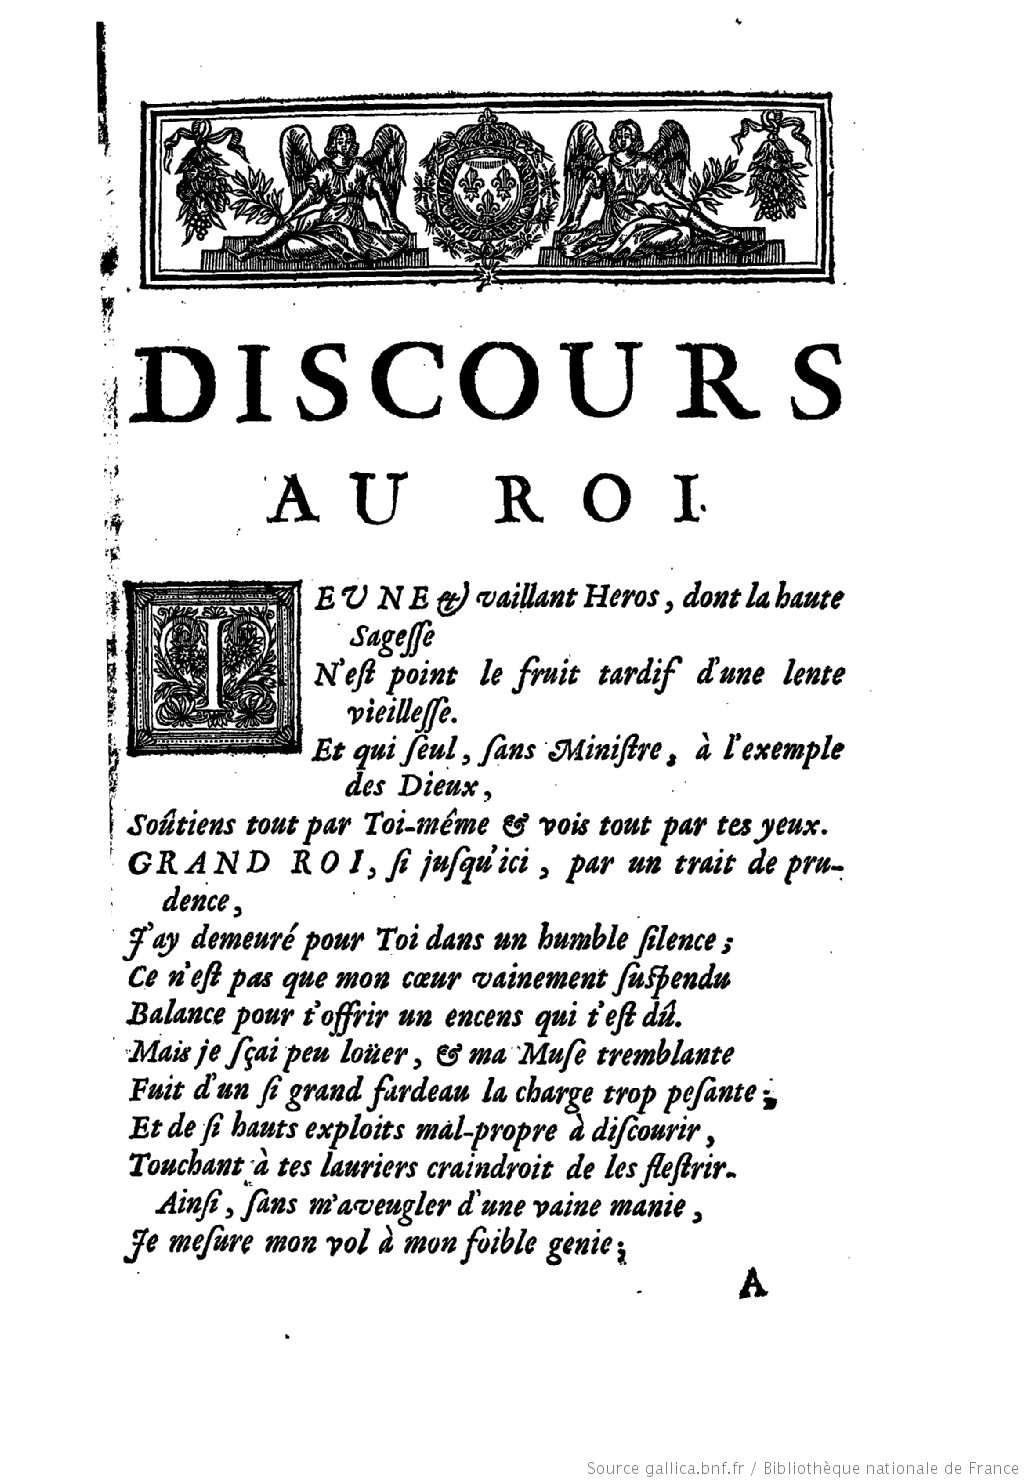 DISCOURS
AU ROI.
IEUNE & vaillant Heros, dont la haute
Sageſſe
N'eſt point le fruit tardif d'une lente
vieilleſſe.
Et qui ſeul, ſans Miniſtre, à l'exemple
des Dieux,
Soûtiens tout par Toi-même & vois tout par tes yeux.
GRAND ROI, ſi juſqu'ici, par un trait de pru-
dence,
J'ay demeuré pour Toi dans un humble ſilence;
Ce n'eſt pas que mon cœur vainement ſuſpendu
Balance pour t'offrir un encens qui t'eſt dû.
Mais je ſçai peu loüer, & ma Muſe tremblante
Fuit d'un ſi grand fardeau la charge trop peſante;
Et de ſi hauts exploits mal-propre à diſcourir,
Touchant à tes lauriers craindroit de les fleſtrir.
Ainſi, ſans m'aveugler d'une vaine manie,
Je meſure mon vol à mon foible genie;
A
Source gallica.bnf.fr / Bibliothèque nationale de France